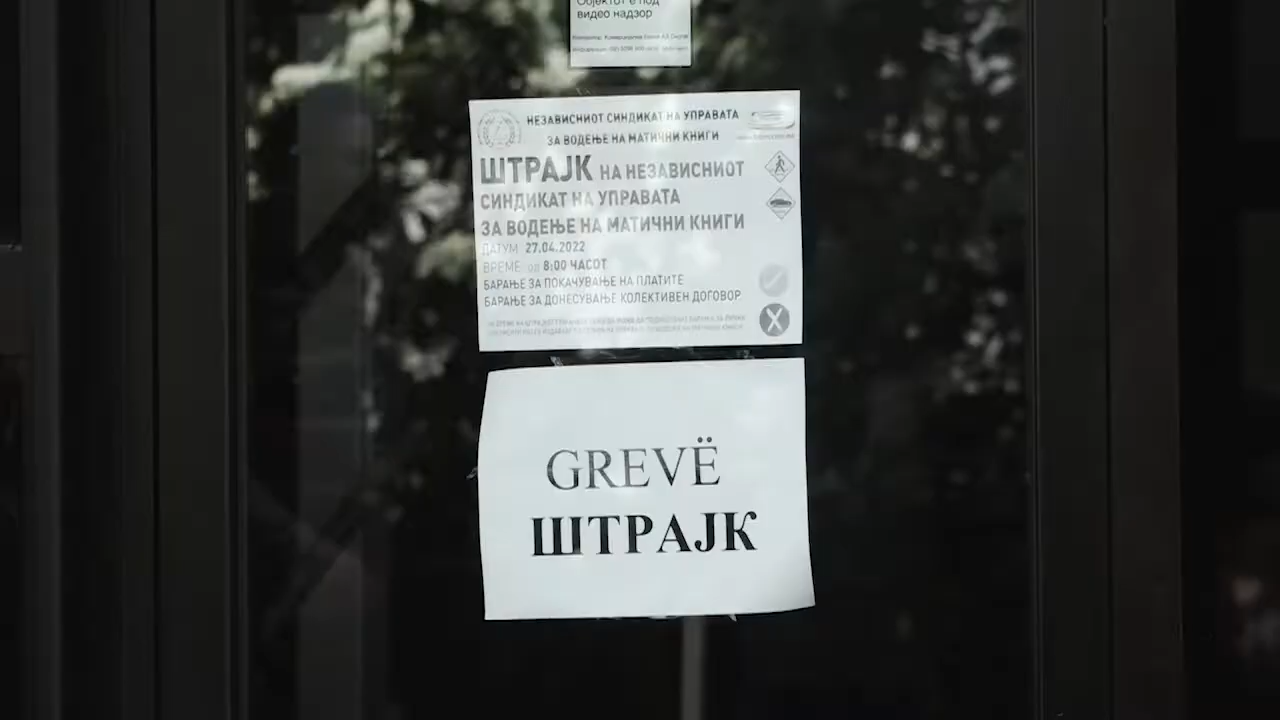 Објектот е под
видео надзор
НЕЗАВИСНИОТ СИНДИКАТ НА УПРАВАТА
ЗА ВОДЕЊЕ НА МАТИЧНИ КНИГИ
ШТРАЈК НА НЕЗАВИСНИОТ
СИНДИКАТ НА УПРАВАТА
ЗА ВОДЕЊЕ НА МАТИЧНИ КНИГИ
ДАТУМ 27.04.2022
ВРЕМЕ од 8:00 ЧАСОТ
БАРАЊЕ ЗА ПОКАЧУВАЊЕ НА ПЛАТИТЕ
БАРАЊЕ ЗА ДОНЕСУВАЊЕ КОЛЕКТИВЕН ДОГОВОР
GREVË
ШТРАЈК